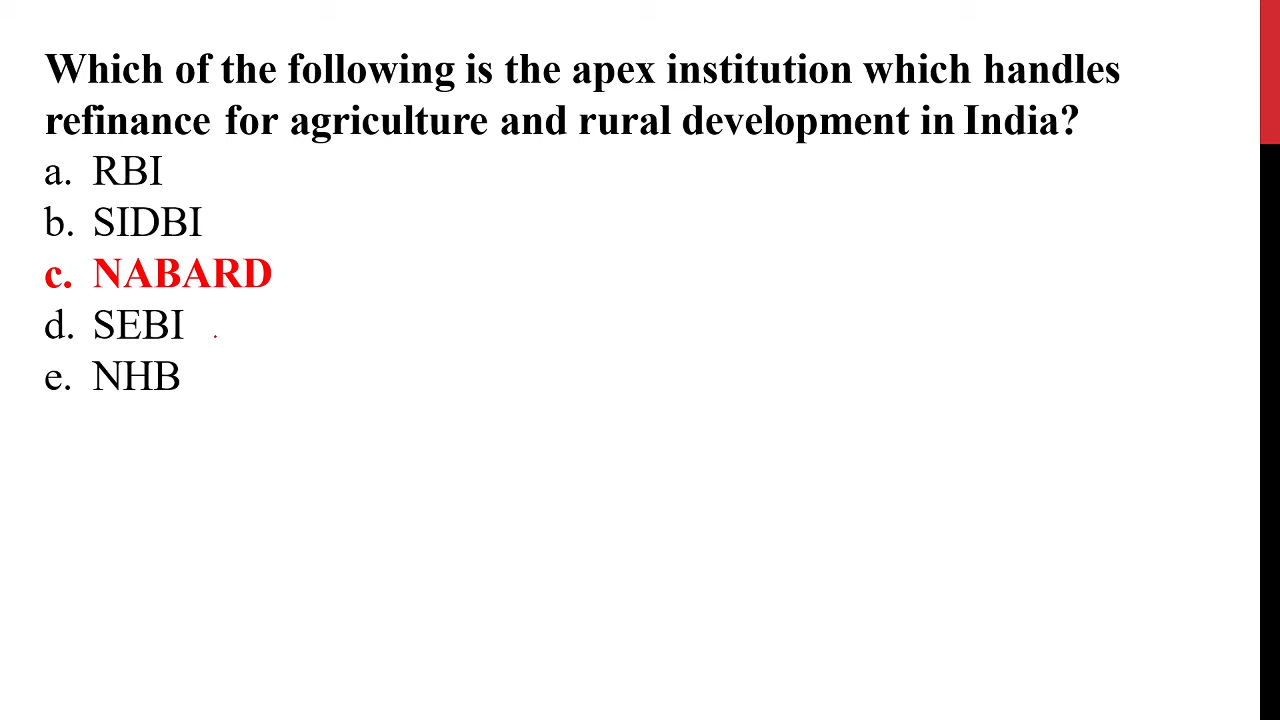 Which of the following is the apex institution which handles
refinance for agriculture and rural development in India?
a. RBI
b. SIDBI
c. NABARD
d. SEBI
e. NHB